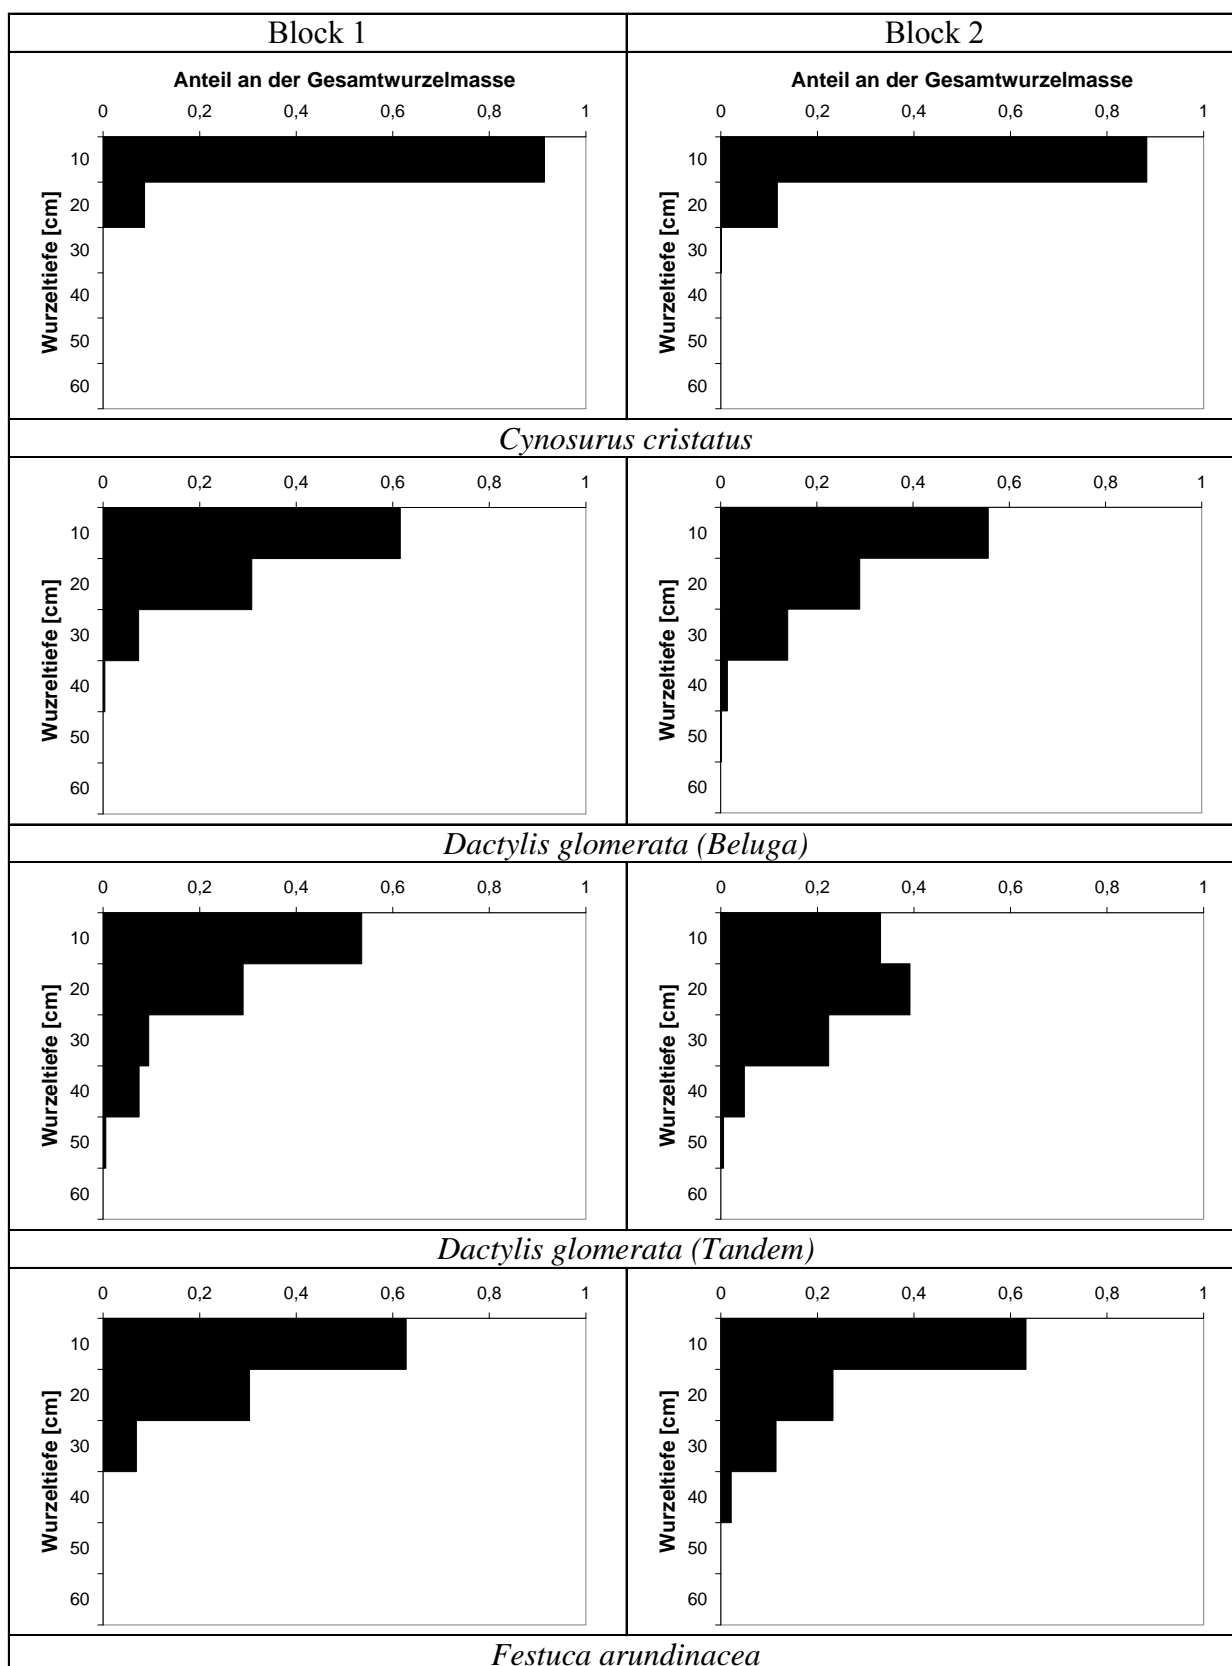 Block 1
Block 2
Anteil an der Gesamtwurzelmasse
0 0,2 0,4 0,6 0,8 1
Wurzeltiefe [cm]
10
20
30
40
50
60
Anteil an der Gesamtwurzelmasse
0 0,2 0,4 0,6 0,8 1
Wurzeltiefe [cm]
10
20
30
40
50
60
Cynosurus cristatus
0 0,2 0,4 0,6 0,8 1
Wuzreltiefe [cm]
10
20
30
40
50
60
0 0,2 0,4 0,6 0,8 1
Wurzeltiefe [cm]
10
20
30
40
50
60
Dactylis glomerata (Beluga)
0 0,2 0,4 0,6 0,8 1
Wurzeltiefe [cm]
10
20
30
40
50
60
0 0,2 0,4 0,6 0,8 1
Wurzeltiefe [cm]
10
20
30
40
50
60
Dactylis glomerata (Tandem)
0 0,2 0,4 0,6 0,8 1
Wurzeltiefe [cm]
10
20
30
40
50
60
0 0,2 0,4 0,6 0,8 1
Wurzeltiefe [cm]
10
20
30
40
50
60
Festuca arundinacea